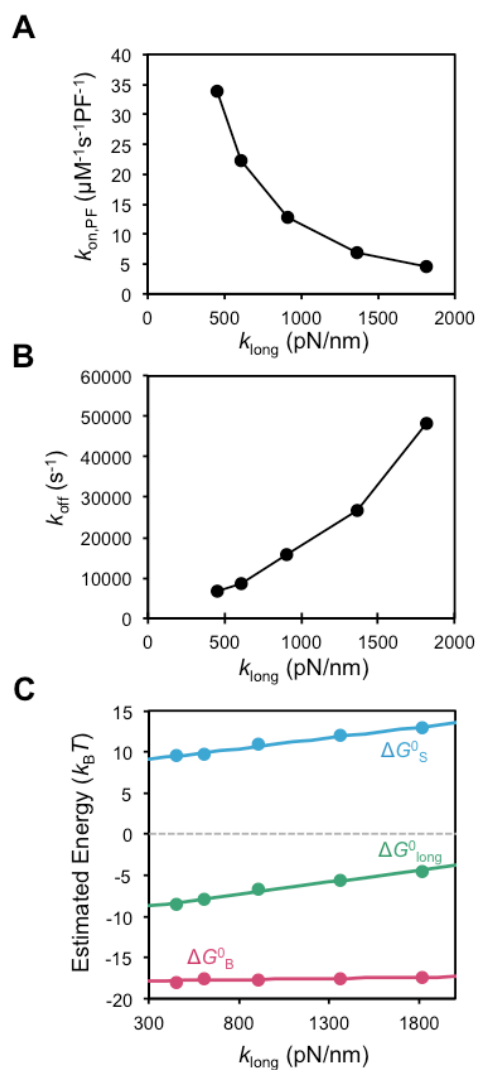 A
40
35
30
25
20
15
10
5
0
k_on,PF (µM⁻¹s⁻¹PF⁻¹)
0 500 1000 1500 2000
k_long (pN/nm)
B
60000
50000
40000
30000
20000
10000
0
k_off (s⁻¹)
0 500 1000 1500 2000
k_long (pN/nm)
C
15
10
5
0
-5
-10
-15
-20
Estimated Energy (k_BT)
ΔG⁰_S
ΔG⁰_long
ΔG⁰_B
300 800 1300 1800
k_long (pN/nm)